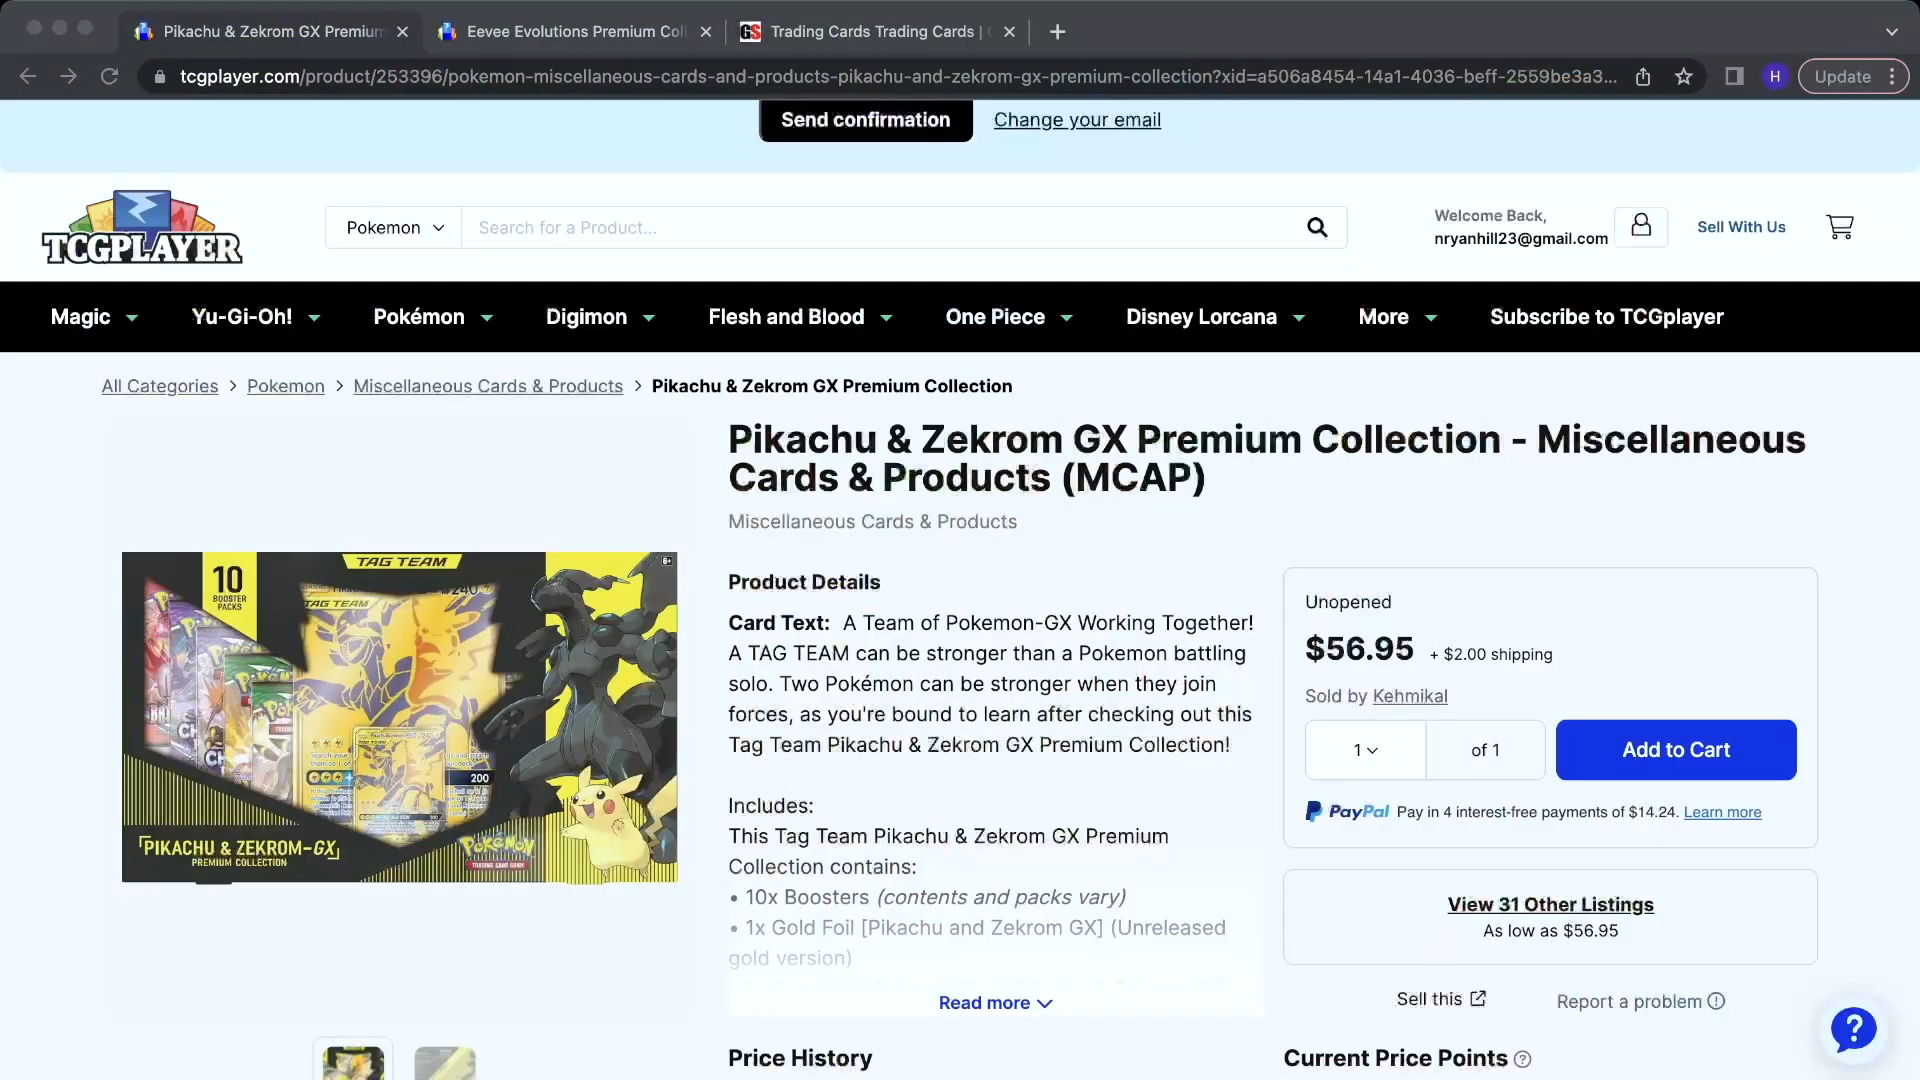 Pikachu & Zekrom GX Premium
Eevee Evolutions Premium Coll
GS Trading Cards Trading Cards |
tcgplayer.com/product/253396/pokemon-miscellaneous-cards-and-products-pikachu-and-zekrom-gx-premium-collection?xid=a506a8454-14a1-4036-beff-2559be3a3...
H
Update
Send confirmation
Change your email
TCGPLAYER
Pokemon
Search for a Product...
Welcome Back,
nryanhill23@gmail.com
Sell With Us
Magic
Yu-Gi-Oh!
Pokémon
Digimon
Flesh and Blood
One Piece
Disney Lorcana
More
Subscribe to TCGplayer
All Categories > Pokemon > Miscellaneous Cards & Products > Pikachu & Zekrom GX Premium Collection
Pikachu & Zekrom GX Premium Collection - Miscellaneous
Cards & Products (MCAP)
Miscellaneous Cards & Products
TAG TEAM
6+
10
BOOSTER
PACKS
240
TAG TEAM
200
「PIKACHU & ZEKROM-GX」
PREMIUM COLLECTION
POKéMON
TRADING CARD GAME
Product Details
Card Text: A Team of Pokemon-GX Working Together!
A TAG TEAM can be stronger than a Pokemon battling
solo. Two Pokémon can be stronger when they join
forces, as you're bound to learn after checking out this
Tag Team Pikachu & Zekrom GX Premium Collection!
Includes:
This Tag Team Pikachu & Zekrom GX Premium
Collection contains:
• 10x Boosters (contents and packs vary)
• 1x Gold Foil [Pikachu and Zekrom GX] (Unreleased
gold version)
Read more
Unopened
$56.95 + $2.00 shipping
Sold by Kehmikal
1
of 1
Add to Cart
PayPal Pay in 4 interest-free payments of $14.24. Learn more
View 31 Other Listings
As low as $56.95
Sell this
Report a problem
Price History
Current Price Points